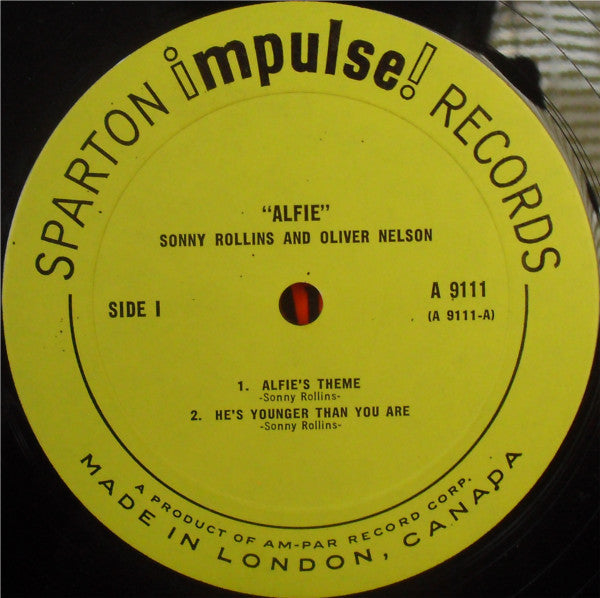 SPARTON impulse! RECORDS
"ALFIE"
SONNY ROLLINS AND OLIVER NELSON
SIDE I
A 9111
(A 9111-A)
1. ALFIE'S THEME
-Sonny Rollins-
2. HE'S YOUNGER THAN YOU ARE
-Sonny Rollins-
A PRODUCT OF AM-PAR RECORD CORP.
MADE IN LONDON, CANADA